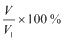 V/V₁ × 100 %